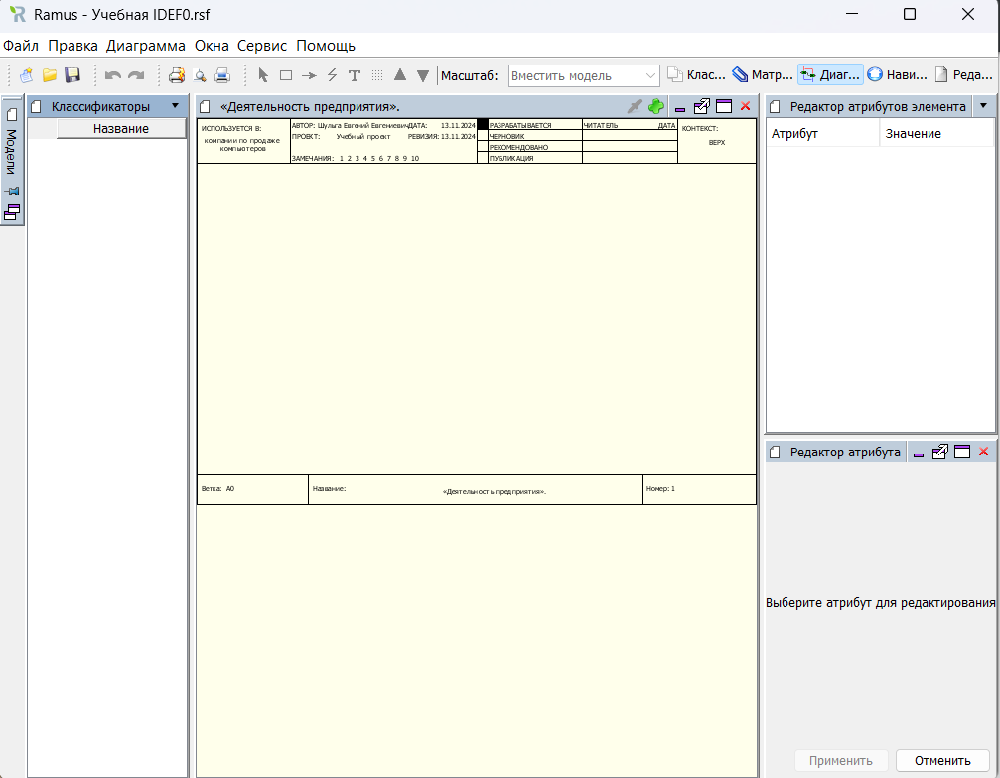 Ramus - Учебная IDEF0.rsf
Файл Правка Диаграмма Окна Сервис Помощь
Масштаб: Вместить модель Клас... Матр... Диаг... Нави... Реда...
Модели
Классификаторы
Название
«Деятельность предприятия».
ИСПОЛЬЗУЕТСЯ В:
компании по продаже
компьютеров
АВТОР: Шульга Евгений Евгениевич ДАТА: 13.11.2024
ПРОЕКТ: Учебный проект РЕВИЗИЯ: 13.11.2024
ЗАМЕЧАНИЯ: 1 2 3 4 5 6 7 8 9 10
РАЗРАБАТЫВАЕТСЯ
ЧЕРНОВИК
РЕКОМЕНДОВАНО
ПУБЛИКАЦИЯ
ЧИТАТЕЛЬ ДАТА
КОНТЕКСТ:
ВЕРХ
Ветка: A0
Название: «Деятельность предприятия».
Номер: 1
Редактор атрибутов элемента
Атрибут Значение
Редактор атрибута
Выберите атрибут для редактирования
Применить Отменить